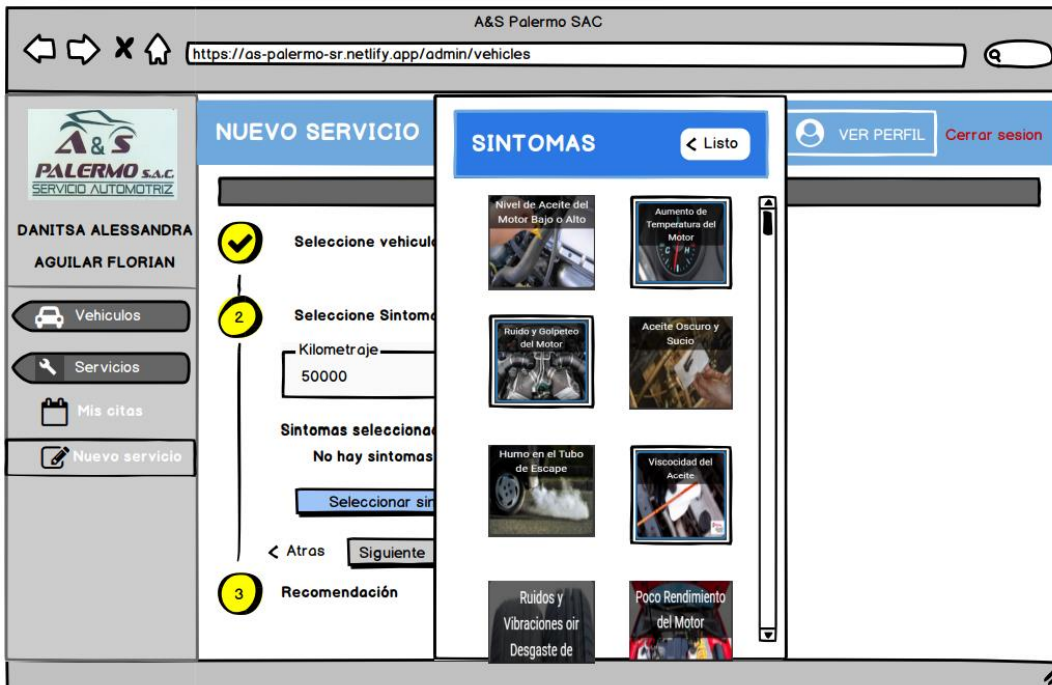 A&S Palermo SAC
https://as-palermo-sr.netlify.app/admin/vehicles
A&S
PALERMO S.A.C.
SERVICIO AUTOMOTRIZ
DANITSA ALESSANDRA
AGUILAR FLORIAN
Vehiculos
Servicios
Mis citas
Nuevo servicio
NUEVO SERVICIO
VER PERFIL
Cerrar sesion
Seleccione vehiculo
2
Seleccione Sintoma
Kilometraje
50000
Sintomas selecciona
No hay sintomas
Seleccionar sin
Atras
Siguiente
3
Recomendación
SINTOMAS
Listo
Nivel de Aceite del
Motor Bajo o Alto
Aumento de
Temperatura del
Motor
C H
Ruido y Golpeteo
del Motor
Aceite Oscuro y
Sucio
Humo en el Tubo
de Escape
Viscocidad del
Aceite
Ruidos y
Vibraciones oir
Desgaste de
Poco Rendimiento
del Motor